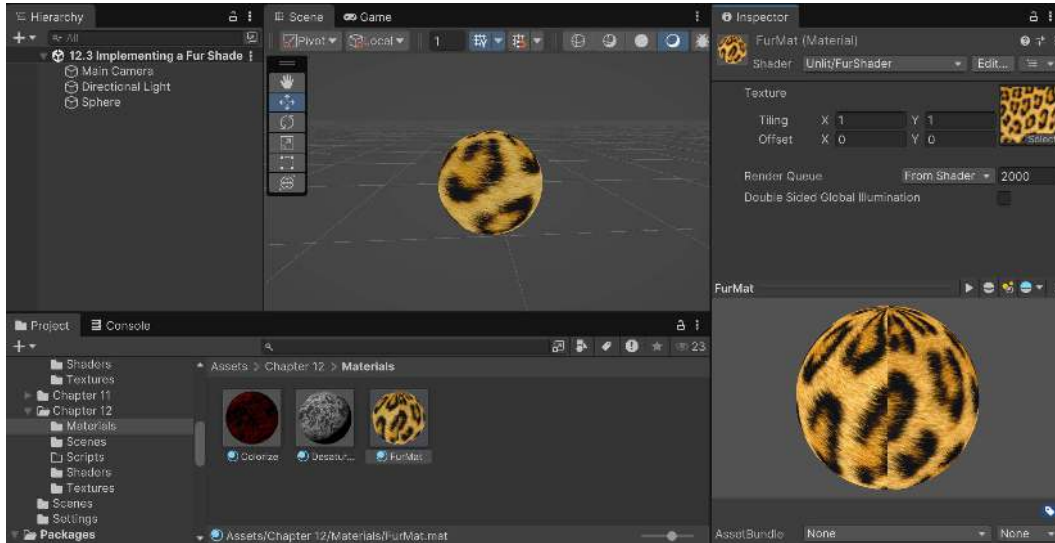 Hierarchy
All
12.3 Implementing a Fur Shade
Main Camera
Directional Light
Sphere
Scene
Game
Pivot
Local
1
Inspector
FurMat (Material)
Shader Unlit/FurShader Edit...
Texture
Tiling X 1 Y 1
Offset X 0 Y 0
Select
Render Queue From Shader 2000
Double Sided Global Illumination
FurMat
Project
Console
23
Shaders
Textures
Chapter 11
Chapter 12
Materials
Scenes
Scripts
Shaders
Textures
Scenes
Settings
Packages
Assets > Chapter 12 > Materials
Colorize
Desatur...
FurMat
Assets/Chapter 12/Materials/FurMat.mat
AssetBundle None None